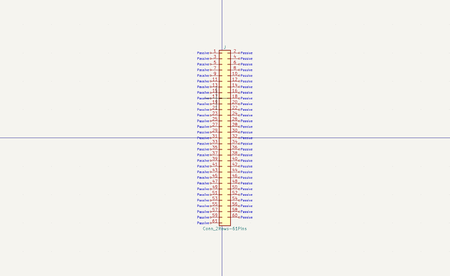 J
Passive 1 2 Passive
Passive 3 4 Passive
Passive 5 6 Passive
Passive 7 8 Passive
Passive 9 10 Passive
Passive 11 12 Passive
Passive 13 14 Passive
Passive 15 16 Passive
Passive 17 18 Passive
Passive 19 20 Passive
Passive 21 22 Passive
Passive 23 24 Passive
Passive 25 26 Passive
Passive 27 28 Passive
Passive 29 30 Passive
Passive 31 32 Passive
Passive 33 34 Passive
Passive 35 36 Passive
Passive 37 38 Passive
Passive 39 40 Passive
Passive 41 42 Passive
Passive 43 44 Passive
Passive 45 46 Passive
Passive 47 48 Passive
Passive 49 50 Passive
Passive 51 52 Passive
Passive 53 54 Passive
Passive 55 56 Passive
Passive 57 58 Passive
Passive 59 60 Passive
Passive 61
Conn_2Rows-61Pins